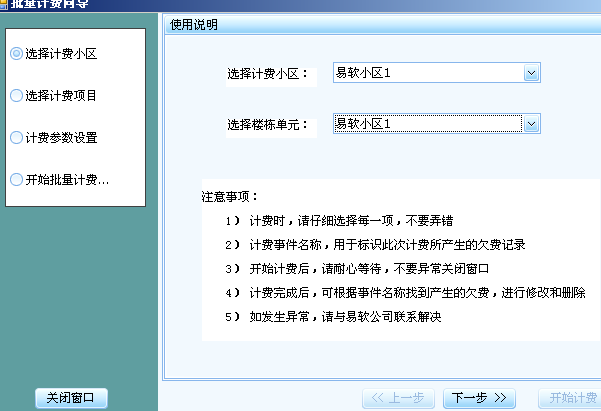 批量计费向导
选择计费小区
选择计费项目
计费参数设置
开始批量计费...
关闭窗口
使用说明
选择计费小区： 易软小区1
选择楼栋单元： 易软小区1
注意事项：
1） 计费时，请仔细选择每一项，不要弄错
2） 计费事件名称，用于标识此次计费所产生的欠费记录
3） 开始计费后，请耐心等待，不要异常关闭窗口
4） 计费完成后，可根据事件名称找到产生的欠费，进行修改和删除
5） 如发生异常，请与易软公司联系解决
<< 上一步 下一步 >> 开始计费